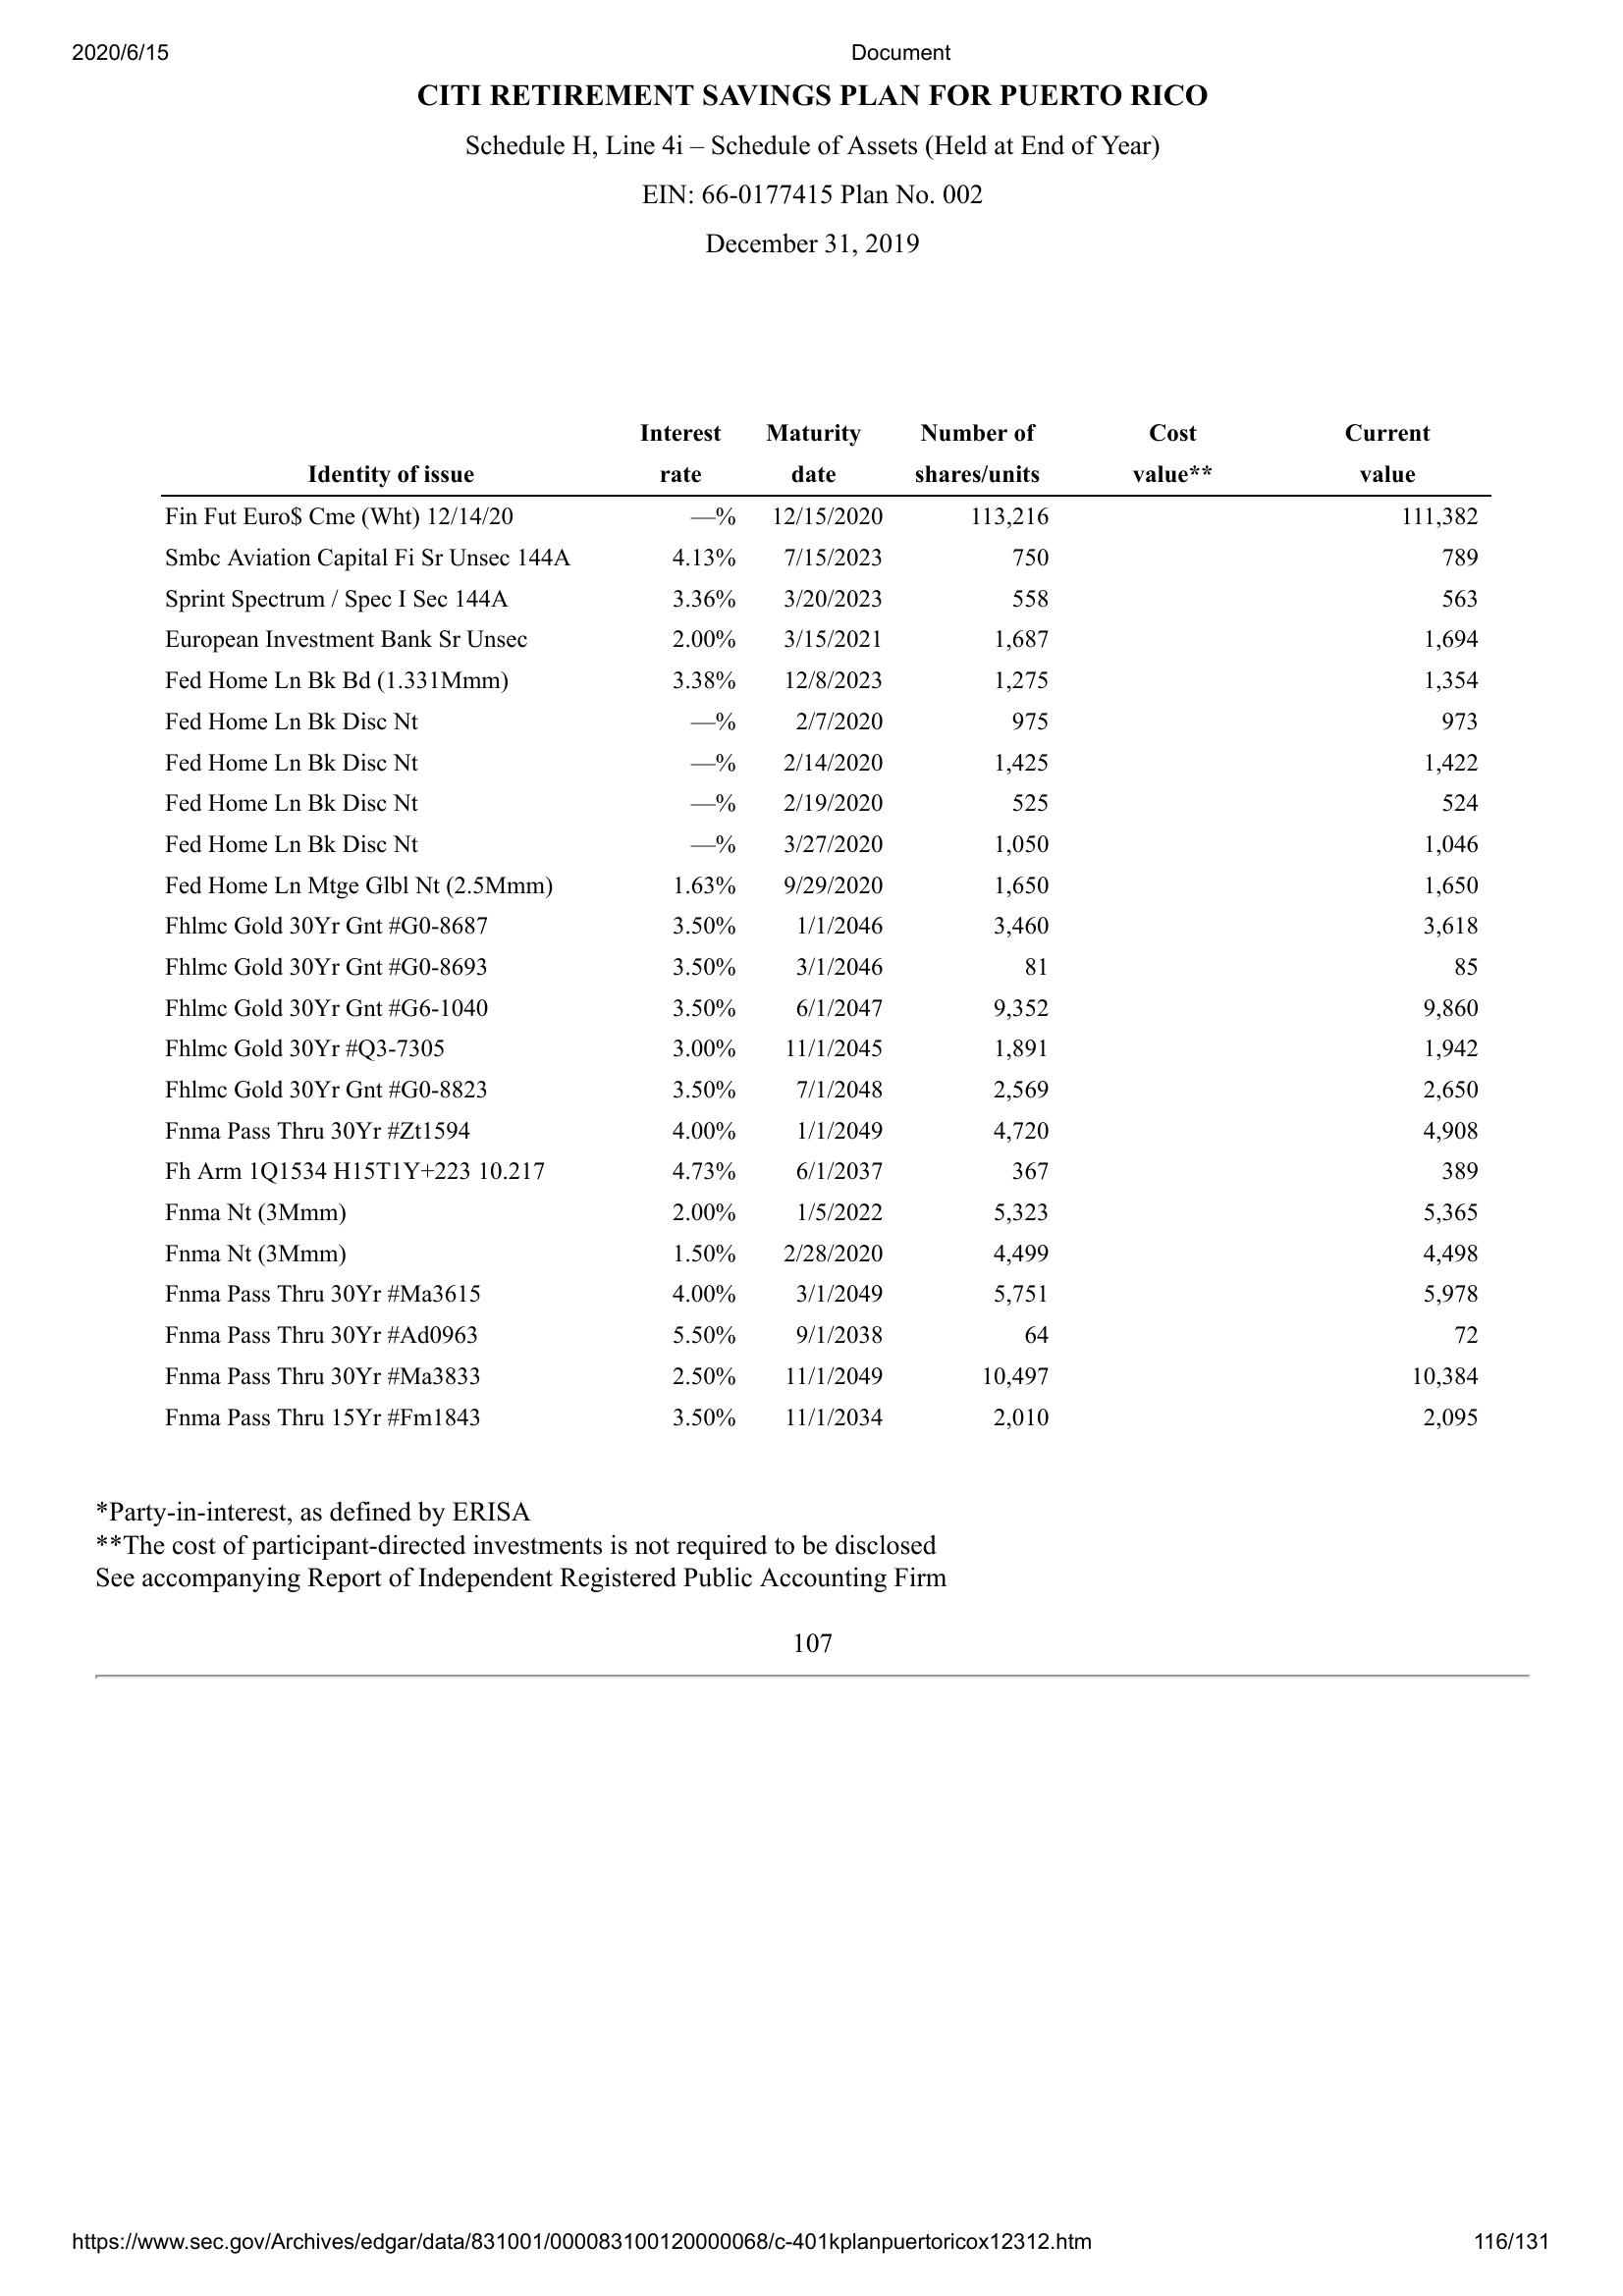 2020/6/15 Document
CITI RETIREMENT SAVINGS PLAN FOR PUERTO RICO
Schedule H, Line 4i – Schedule of Assets (Held at End of Year)
EIN: 66-0177415 Plan No. 002
December 31, 2019
Interest Maturity Number of Cost Current
Identity of issue rate date shares/units value** value
Fin Fut Euro$ Cme (Wht) 12/14/20 —% 12/15/2020 113,216 111,382
Smbc Aviation Capital Fi Sr Unsec 144A 4.13% 7/15/2023 750 789
Sprint Spectrum / Spec I Sec 144A 3.36% 3/20/2023 558 563
European Investment Bank Sr Unsec 2.00% 3/15/2021 1,687 1,694
Fed Home Ln Bk Bd (1.331Mmm) 3.38% 12/8/2023 1,275 1,354
Fed Home Ln Bk Disc Nt —% 2/7/2020 975 973
Fed Home Ln Bk Disc Nt —% 2/14/2020 1,425 1,422
Fed Home Ln Bk Disc Nt —% 2/19/2020 525 524
Fed Home Ln Bk Disc Nt —% 3/27/2020 1,050 1,046
Fed Home Ln Mtge Glbl Nt (2.5Mmm) 1.63% 9/29/2020 1,650 1,650
Fhlmc Gold 30Yr Gnt #G0-8687 3.50% 1/1/2046 3,460 3,618
Fhlmc Gold 30Yr Gnt #G0-8693 3.50% 3/1/2046 81 85
Fhlmc Gold 30Yr Gnt #G6-1040 3.50% 6/1/2047 9,352 9,860
Fhlmc Gold 30Yr #Q3-7305 3.00% 11/1/2045 1,891 1,942
Fhlmc Gold 30Yr Gnt #G0-8823 3.50% 7/1/2048 2,569 2,650
Fnma Pass Thru 30Yr #Zt1594 4.00% 1/1/2049 4,720 4,908
Fh Arm 1Q1534 H15T1Y+223 10.217 4.73% 6/1/2037 367 389
Fnma Nt (3Mmm) 2.00% 1/5/2022 5,323 5,365
Fnma Nt (3Mmm) 1.50% 2/28/2020 4,499 4,498
Fnma Pass Thru 30Yr #Ma3615 4.00% 3/1/2049 5,751 5,978
Fnma Pass Thru 30Yr #Ad0963 5.50% 9/1/2038 64 72
Fnma Pass Thru 30Yr #Ma3833 2.50% 11/1/2049 10,497 10,384
Fnma Pass Thru 15Yr #Fm1843 3.50% 11/1/2034 2,010 2,095
*Party-in-interest, as defined by ERISA
**The cost of participant-directed investments is not required to be disclosed
See accompanying Report of Independent Registered Public Accounting Firm
107
https://www.sec.gov/Archives/edgar/data/831001/000083100120000068/c-401kplanpuertoricox12312.htm 116/131